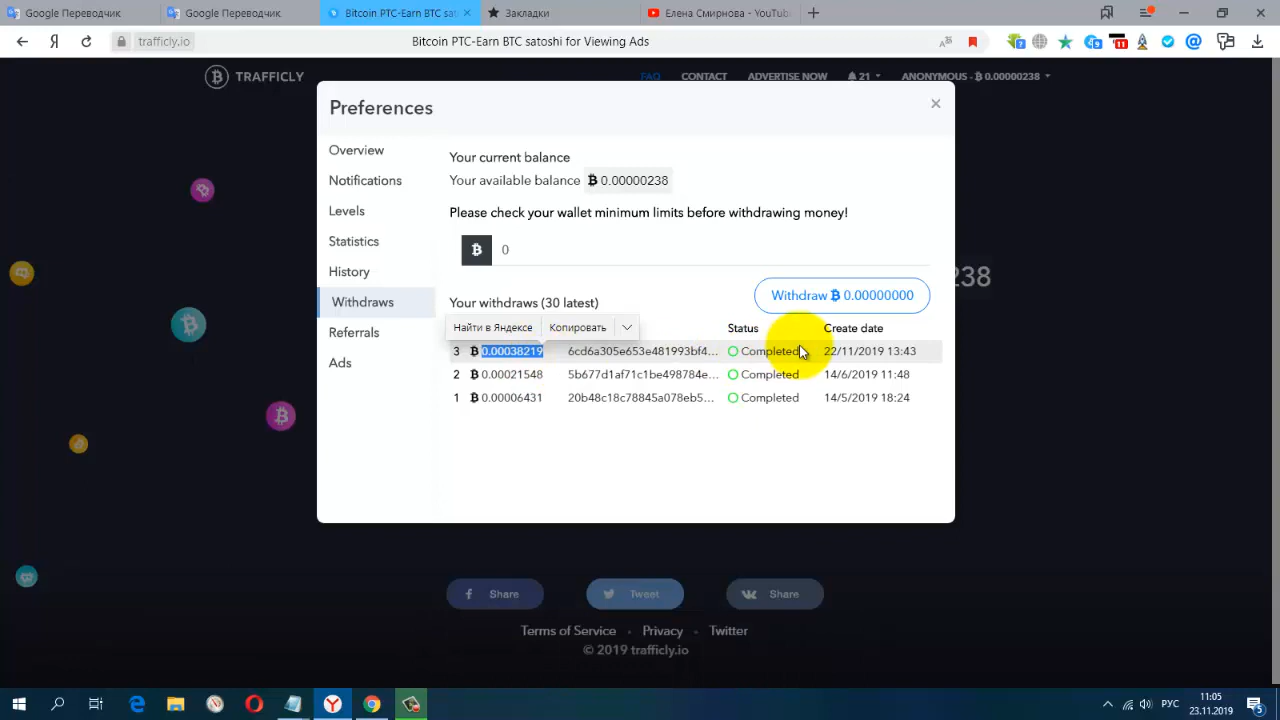 Google Переводчик
Google Переводчик
Bitcoin PTC-Earn BTC sat
Закладки
Елена Смирнова - YouTub
trafficly.io
Bitcoin PTC-Earn BTC satoshi for Viewing Ads
7
9
11
TRAFFICLY
FAQ
CONTACT
ADVERTISE NOW
21
ANONYMOUS - ₿ 0.00000238
Preferences
Overview
Notifications
Levels
Statistics
History
Withdraws
Referrals
Ads
Your current balance
Your available balance ₿ 0.00000238
Please check your wallet minimum limits before withdrawing money!
₿ 0
238
Withdraw ₿ 0.00000000
Your withdraws (30 latest)
Найти в Яндексе Копировать
Status Create date
3 ₿ 0.00038219 6cd6a305e653e481993bf4... Completed 22/11/2019 13:43
2 ₿ 0.00021548 5b677d1af71c1be498784e... Completed 14/6/2019 11:48
1 ₿ 0.00006431 20b48c18c78845a078eb5... Completed 14/5/2019 18:24
Share
Tweet
Share
Terms of Service · Privacy · Twitter
© 2019 trafficly.io
РУС
11:05
23.11.2019
5